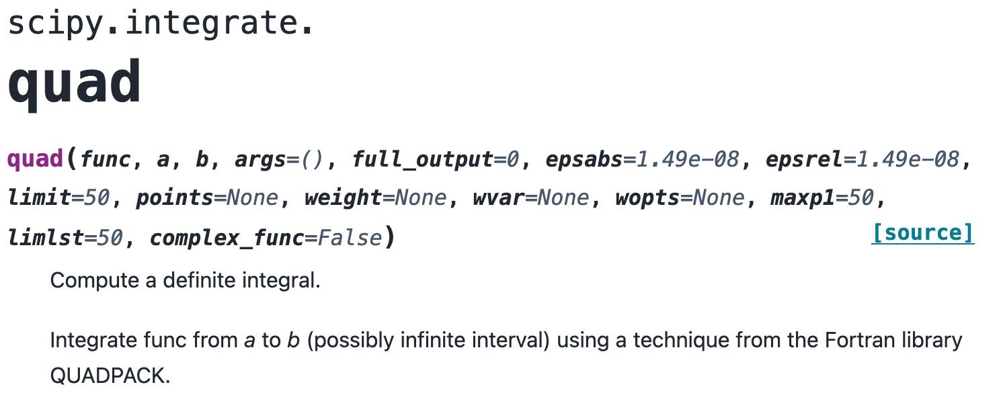 scipy.integrate.
quad
quad(func, a, b, args=(), full_output=0, epsabs=1.49e-08, epsrel=1.49e-08,
limit=50, points=None, weight=None, wvar=None, wopts=None, maxp1=50,
limlst=50, complex_func=False) [source]
Compute a definite integral.
Integrate func from a to b (possibly infinite interval) using a technique from the Fortran library
QUADPACK.